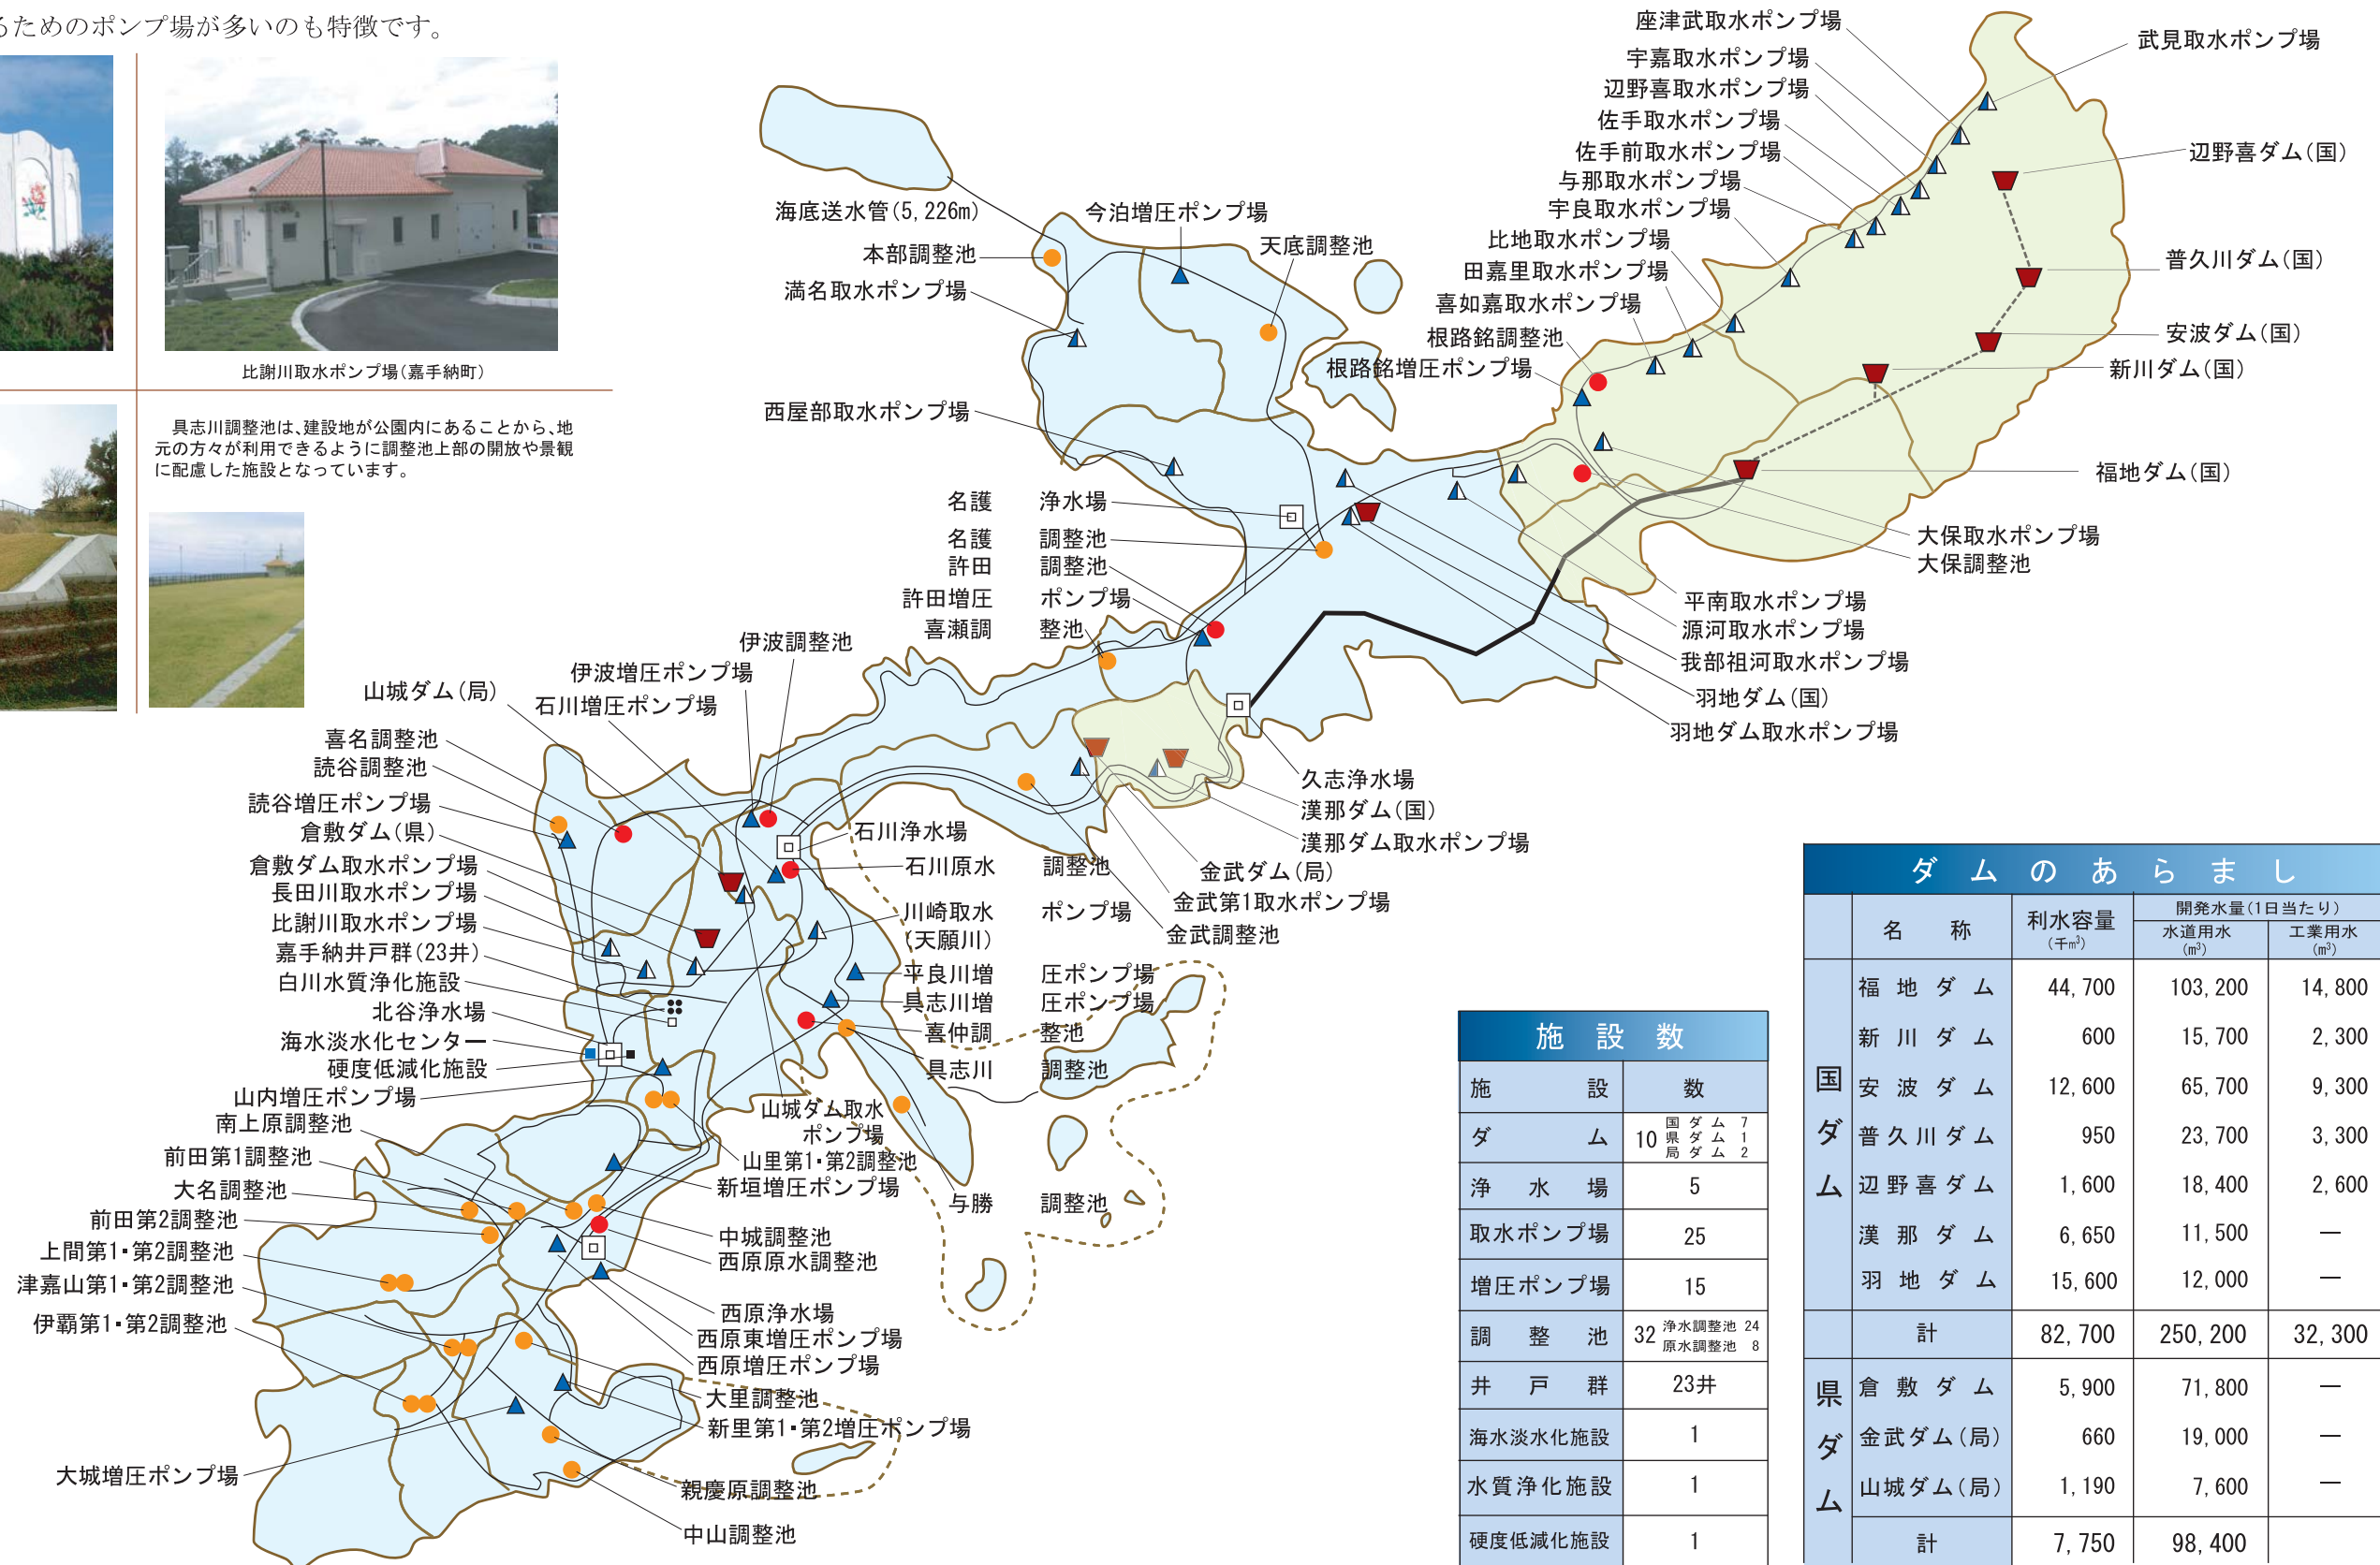 るためのポンプ場が多いのも特徴です。
比謝川取水ポンプ場(嘉手納町)
具志川調整池は、建設地が公園内にあることから、地
元の方々が利用できるように調整池上部の開放や景観
に配慮した施設となっています。
座津武取水ポンプ場
宇嘉取水ポンプ場
辺野喜取水ポンプ場
佐手取水ポンプ場
佐手前取水ポンプ場
与那取水ポンプ場
宇良取水ポンプ場
比地取水ポンプ場
田嘉里取水ポンプ場
喜如嘉取水ポンプ場
根路銘調整池
根路銘増圧ポンプ場
武見取水ポンプ場
辺野喜ダム(国)
普久川ダム(国)
安波ダム(国)
新川ダム(国)
福地ダム(国)
大保取水ポンプ場
大保調整池
平南取水ポンプ場
源河取水ポンプ場
我部祖河取水ポンプ場
羽地ダム(国)
羽地ダム取水ポンプ場
海底送水管(5,226m)
今泊増圧ポンプ場
本部調整池
天底調整池
満名取水ポンプ場
西屋部取水ポンプ場
名護 浄水場
名護 調整池
許田 調整池
許田増圧 ポンプ場
喜瀬調 整池
伊波調整池
伊波増圧ポンプ場
山城ダム(局)
石川増圧ポンプ場
喜名調整池
読谷調整池
読谷増圧ポンプ場
倉敷ダム(県)
倉敷ダム取水ポンプ場
長田川取水ポンプ場
比謝川取水ポンプ場
嘉手納井戸群(23井)
白川水質浄化施設
北谷浄水場
海水淡水化センター
硬度低減化施設
山内増圧ポンプ場
南上原調整池
前田第1調整池
大名調整池
前田第2調整池
上間第1・第2調整池
津嘉山第1・第2調整池
伊覇第1・第2調整池
大城増圧ポンプ場
久志浄水場
漢那ダム(国)
漢那ダム取水ポンプ場
金武ダム(局)
金武第1取水ポンプ場
金武調整池
石川浄水場
石川原水 調整池
川崎取水 ポンプ場
(天願川)
平良川増 圧ポンプ場
具志川増 圧ポンプ場
喜仲調 整池
具志川 調整池
山城ダム取水
ポンプ場
山里第1・第2調整池
新垣増圧ポンプ場
与勝 調整池
中城調整池
西原原水調整池
西原浄水場
西原東増圧ポンプ場
西原増圧ポンプ場
大里調整池
新里第1・第2増圧ポンプ場
親慶原調整池
中山調整池
施設数
施設 数
ダム 10 国ダム 7
県ダム 1
局ダム 2
浄水場 5
取水ポンプ場 25
増圧ポンプ場 15
調整池 32 浄水調整池 24
原水調整池 8
井戸群 23井
海水淡水化施設 1
水質浄化施設 1
硬度低減化施設 1
ダムのあらまし
名称 利水容量 (千m³) 開発水量(1日当たり)
水道用水 (m³) 工業用水 (m³)
国ダム
福地ダム 44,700 103,200 14,800
新川ダム 600 15,700 2,300
安波ダム 12,600 65,700 9,300
普久川ダム 950 23,700 3,300
辺野喜ダム 1,600 18,400 2,600
漢那ダム 6,650 11,500 —
羽地ダム 15,600 12,000 —
計 82,700 250,200 32,300
県ダム
倉敷ダム 5,900 71,800 —
金武ダム(局) 660 19,000 —
山城ダム(局) 1,190 7,600 —
計 7,750 98,400